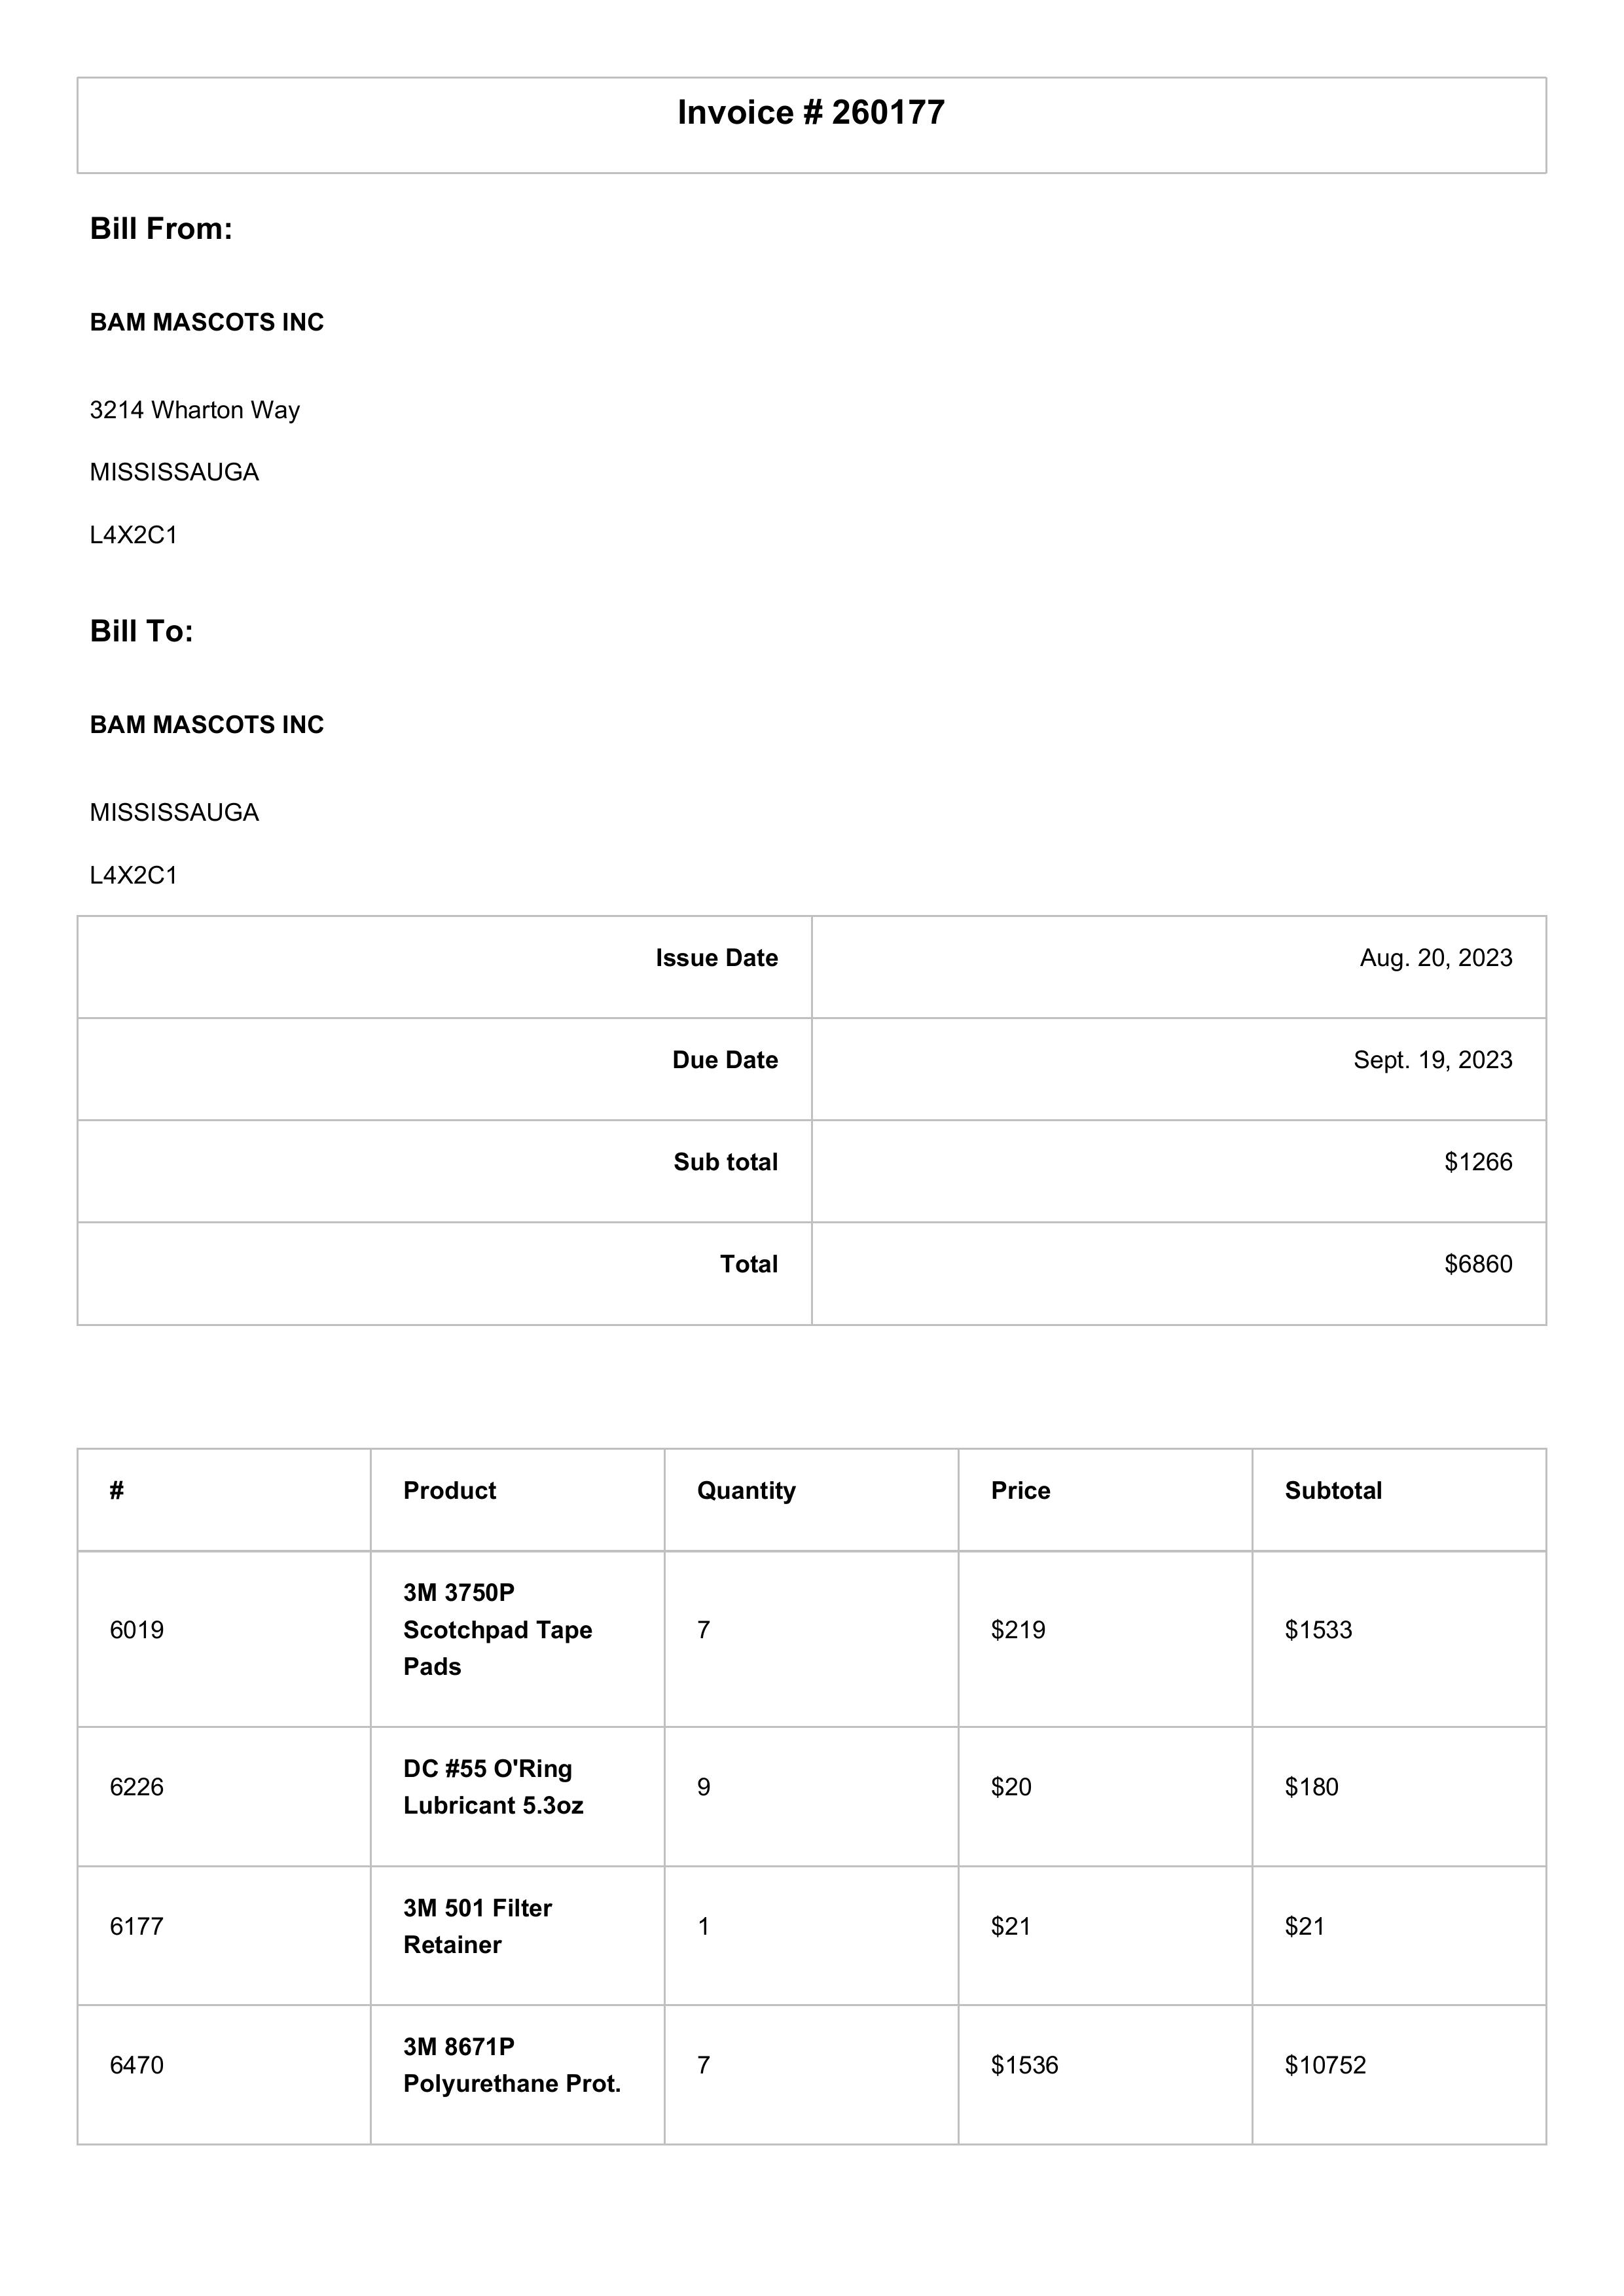 Invoice # 260177
Bill From:
BAM MASCOTS INC
3214 Wharton Way
MISSISSAUGA
L4X2C1
Bill To:
BAM MASCOTS INC
MISSISSAUGA
L4X2C1
Issue Date Aug. 20, 2023
Due Date Sept. 19, 2023
Sub total $1266
Total $6860
# Product Quantity Price Subtotal
3M 3750P
6019 Scotchpad Tape 7 $219 $1533
Pads
DC #55 O'Ring
6226 9 $20 $180
Lubricant 5.3oz
3M 501 Filter
6177 1 $21 $21
Retainer
3M 8671P
6470 7 $1536 $10752
Polyurethane Prot.